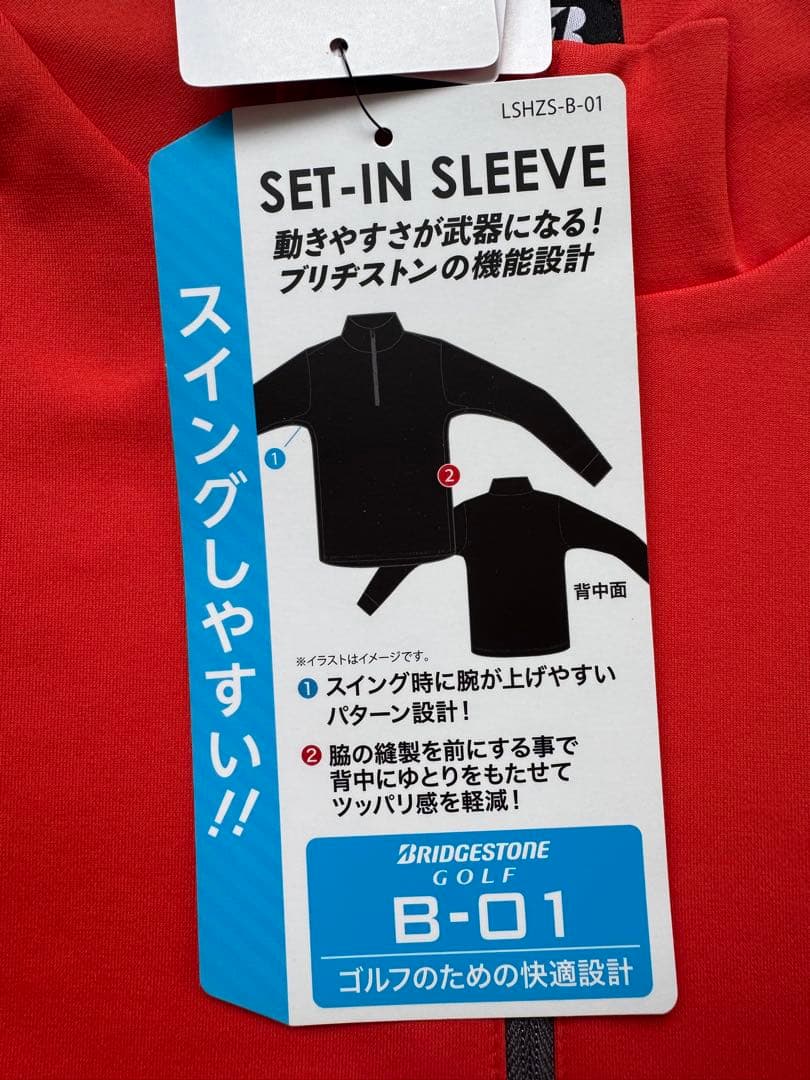 LSHZS-B-01
SET-IN SLEEVE
動きやすさが武器になる!
ブリヂストンの機能設計
スイングしやすい!!
1
2
背中面
※イラストはイメージです。
1 スイング時に腕が上げやすい
パターン設計!
2 脇の縫製を前にする事で
背中にゆとりをもたせて
ツッパリ感を軽減!
BRIDGESTONE
GOLF
B-01
ゴルフのための快適設計